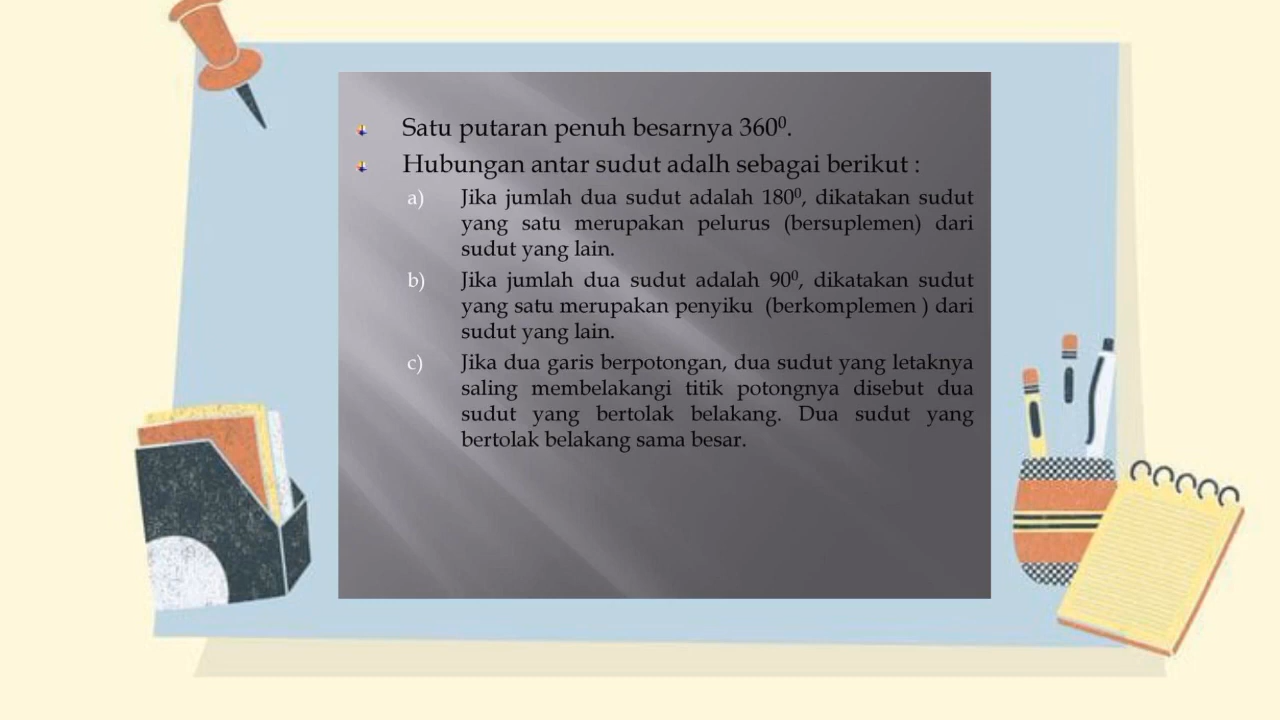 Satu putaran penuh besarnya 360⁰.
Hubungan antar sudut adalh sebagai berikut :
a) Jika jumlah dua sudut adalah 180⁰, dikatakan sudut
yang satu merupakan pelurus (bersuplemen) dari
sudut yang lain.
b) Jika jumlah dua sudut adalah 90⁰, dikatakan sudut
yang satu merupakan penyiku (berkomplemen ) dari
sudut yang lain.
c) Jika dua garis berpotongan, dua sudut yang letaknya
saling membelakangi titik potongnya disebut dua
sudut yang bertolak belakang. Dua sudut yang
bertolak belakang sama besar.